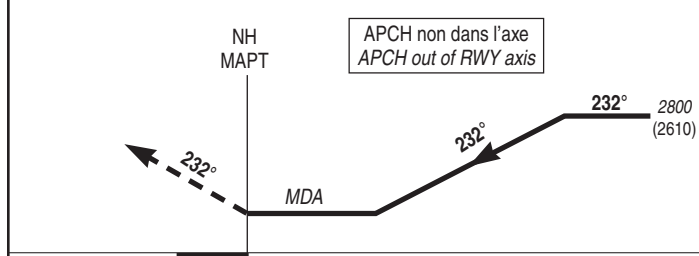 NH
MAPT
APCH non dans l'axe
APCH out of RWY axis
232°
2800
(2610)
232°
232°
MDA